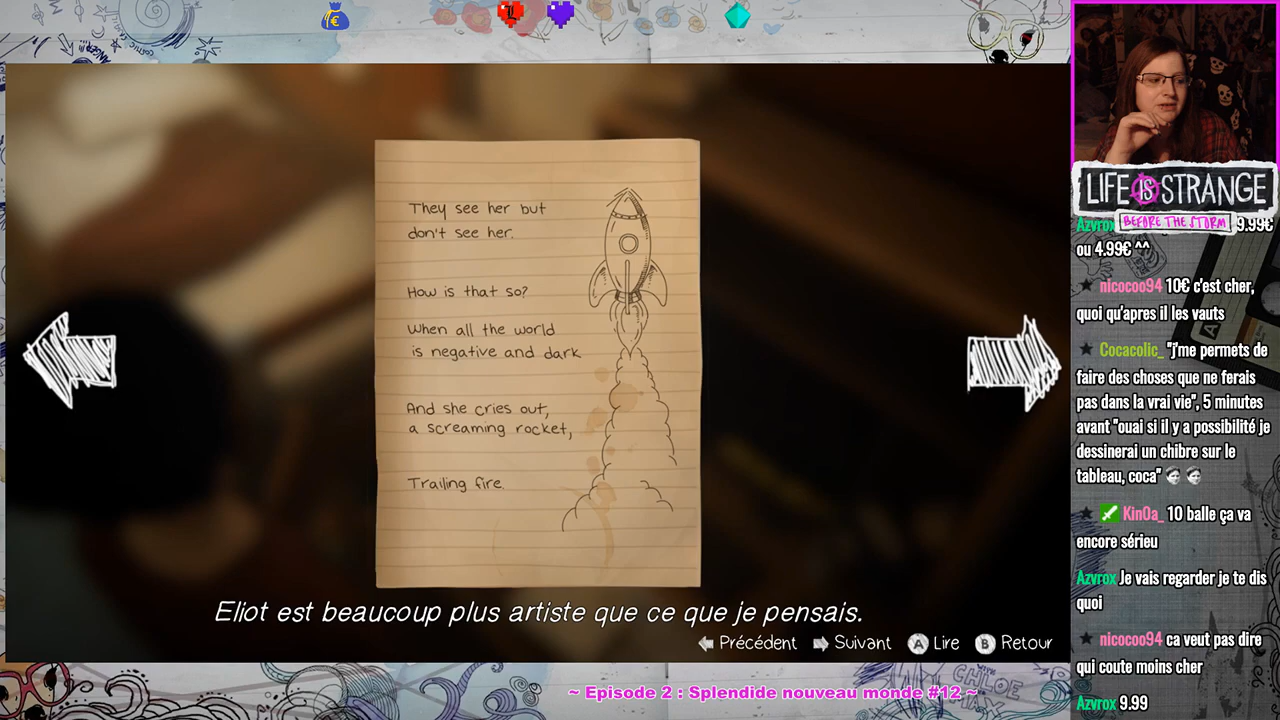 They see her but
don't see her.
How is that so?
When all the world
is negative and dark
And she cries out,
a screaming rocket,
Trailing fire.
Eliot est beaucoup plus artiste que ce que je pensais.
Précédent Suivant A Lire B Retour
~ Episode 2 : Splendide nouveau monde #12 ~
LIFE IS STRANGE
BEFORE THE STORM
Azvrox 9.99€
ou 4.99€ ^^
nicocoo94 10€ c'est cher,
quoi qu'apres il les vauts
Cocacolic_ "j'me permets de
faire des choses que ne ferais
pas dans la vrai vie", 5 minutes
avant "ouai si il y a possibilité je
dessinerai un chibre sur le
tableau, coca"
Kin0a_ 10 balle ça va
encore sérieu
Azvrox Je vais regarder je te dis
quoi
nicocoo94 ca veut pas dire
qui coute moins cher
Azvrox 9.99